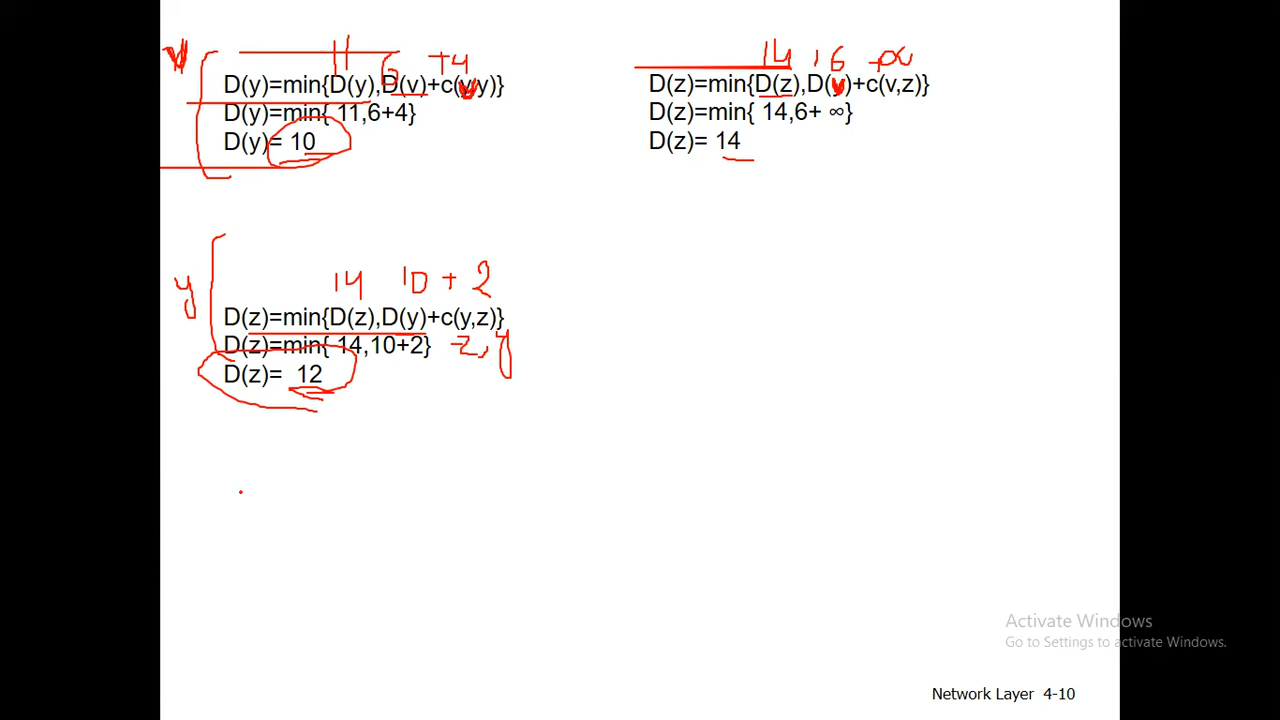 v
11 6 +4
D(y)=min{D(y),D(v)+c(v,y)}
D(y)=min{ 11,6+4}
D(y)= 10
14 , 6 +∞
D(z)=min{D(z),D(v)+c(v,z)}
D(z)=min{ 14,6+ ∞}
D(z)= 14
y
14 10 + 2
D(z)=min{D(z),D(y)+c(y,z)}
D(z)=min{ 14,10+2}
z,y
D(z)= 12
Activate Windows
Go to Settings to activate Windows.
Network Layer 4-10